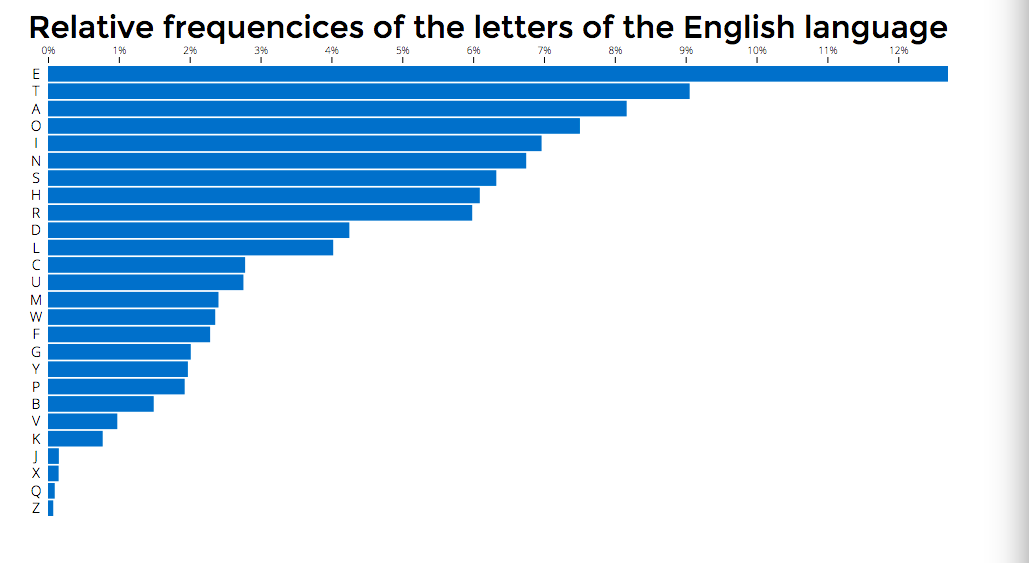 Relative frequencices of the letters of the English language
0% 1% 2% 3% 4% 5% 6% 7% 8% 9% 10% 11% 12%
E
T
A
O
I
N
S
H
R
D
L
C
U
M
W
F
G
Y
P
B
V
K
J
X
Q
Z